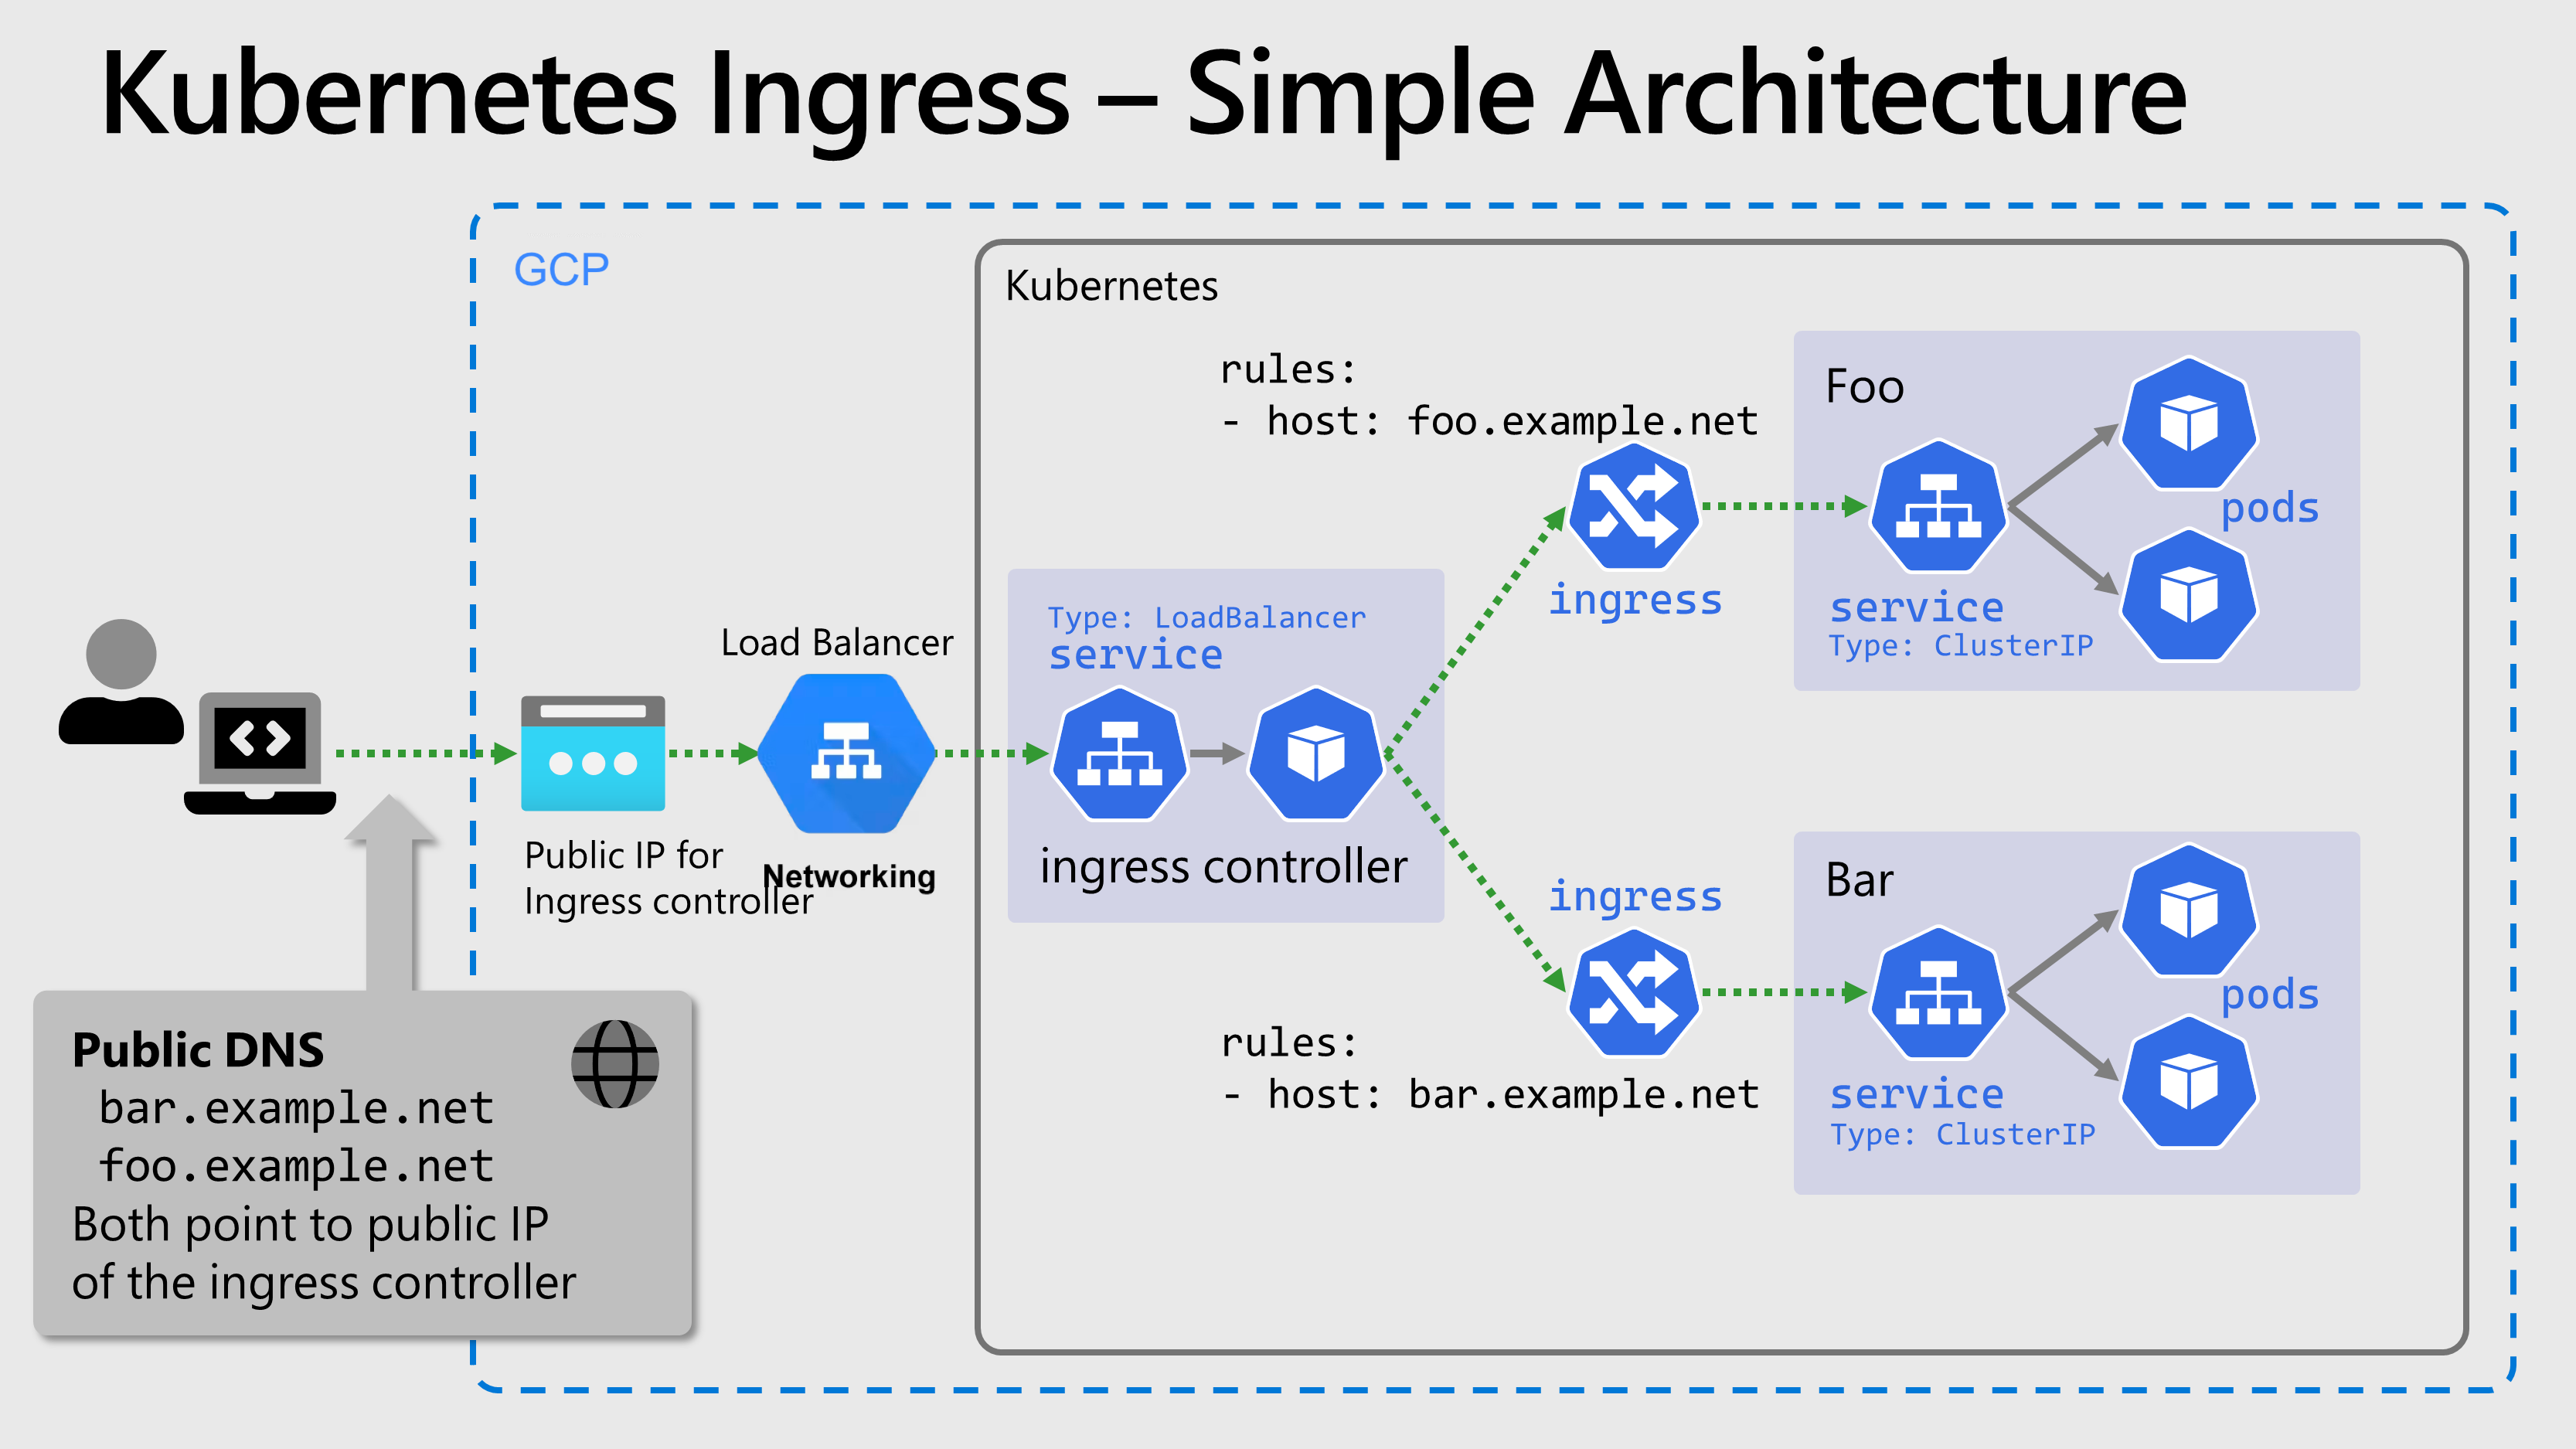 Kubernetes Ingress – Simple Architecture
GCP
Kubernetes
rules:
- host: foo.example.net
Foo
pods
ingress
service
Type: ClusterIP
Type: LoadBalancer
service
Load Balancer
ingress controller
Public IP for
Ingress controller
Networking
ingress
Bar
pods
rules:
- host: bar.example.net
service
Type: ClusterIP
Public DNS
bar.example.net
foo.example.net
Both point to public IP
of the ingress controller